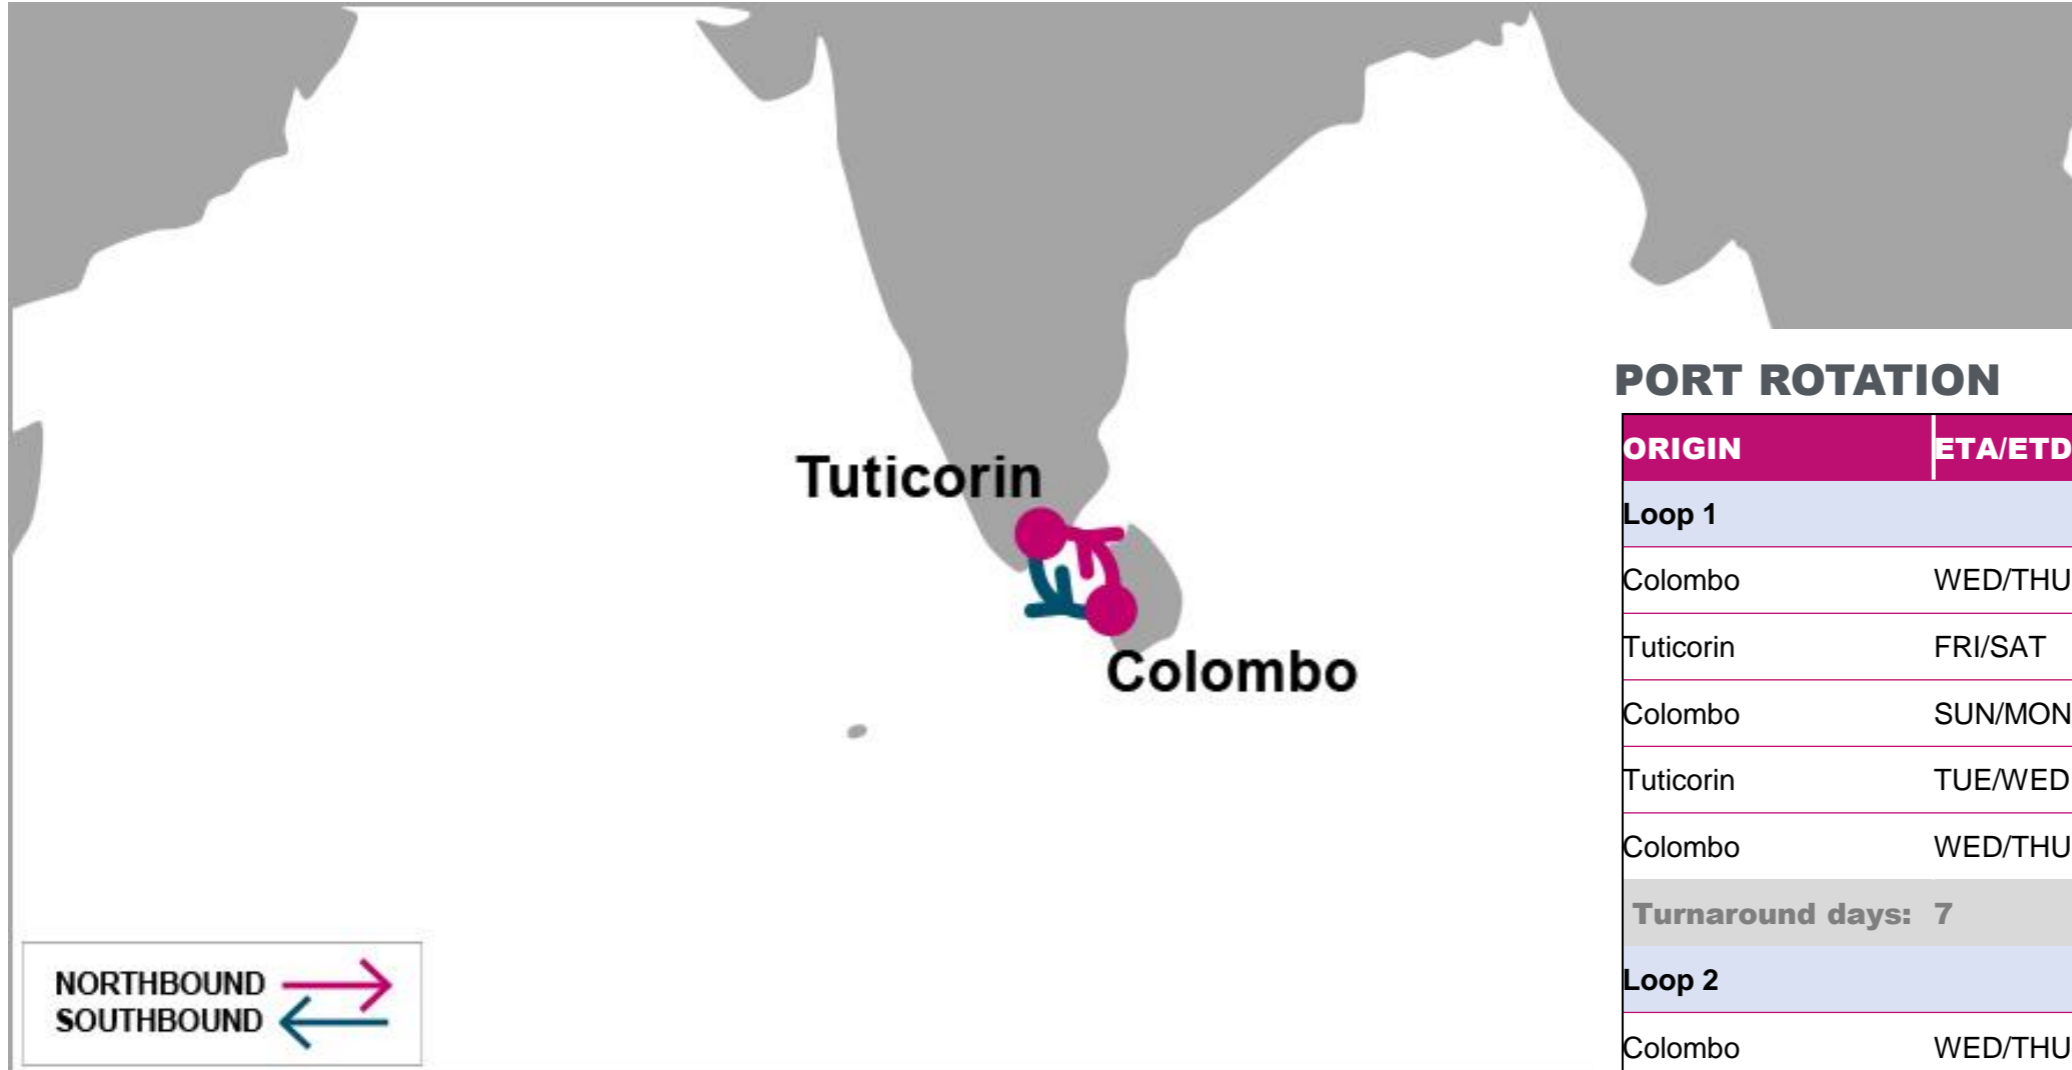 Tuticorin
Colombo
NORTHBOUND
SOUTHBOUND
PORT ROTATION
ORIGIN ETA/ETD
Loop 1
Colombo WED/THU
Tuticorin FRI/SAT
Colombo SUN/MON
Tuticorin TUE/WED
Colombo WED/THU
Turnaround days: 7
Loop 2
Colombo WED/THU